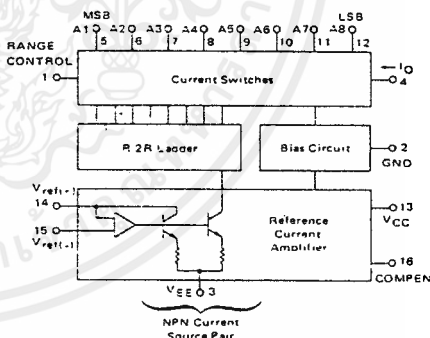 MSB LSB
A1 A2 A3 A4 A5 A6 A7 A8
RANGE
CONTROL
5 6 7 8 9 10 11 12
1
Current Switches
IO
4
R 2R Ladder
Bias Circuit
2
GND
Vref(+)
14
15
Vref(-)
Reference
Current
Amplifier
13
VCC
16
COMPEN
VEE 3
NPN Current
Source Pair